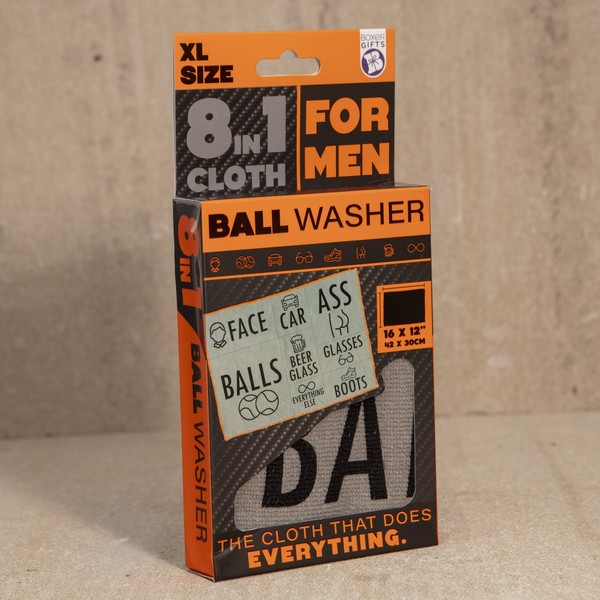 XL
SIZE
BOXER
GIFTS
B
8 IN 1
CLOTH
FOR
MEN
BALL WASHER
8 IN 1
BALL WASHER
FACE
CAR
ASS
BALLS
BEER
GLASS
GLASSES
EVERYTHING
ELSE
BOOTS
16 X 12"
42 X 30CM
BA
THE CLOTH THAT DOES
EVERYTHING.